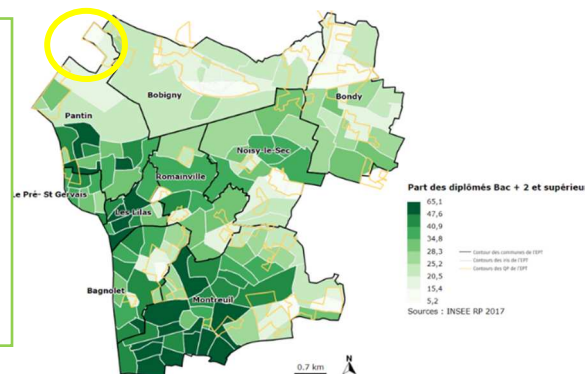 Bobigny
Bondy
Pantin
Noisy-le-Sec
Romainville
Le Pré- St Gervais
Les-Lilas
Bagnolet
Montreuil
Part des diplômés Bac + 2 et supérieur
65,1
47,6
40,9
34,8
28,3
25,2
20,5
15,4
5,2
Contour des communes de l'EPT
Contours des iris de l'EPT
Contours des QP de l'EPT
Sources : INSEE RP 2017
0.7 km
N